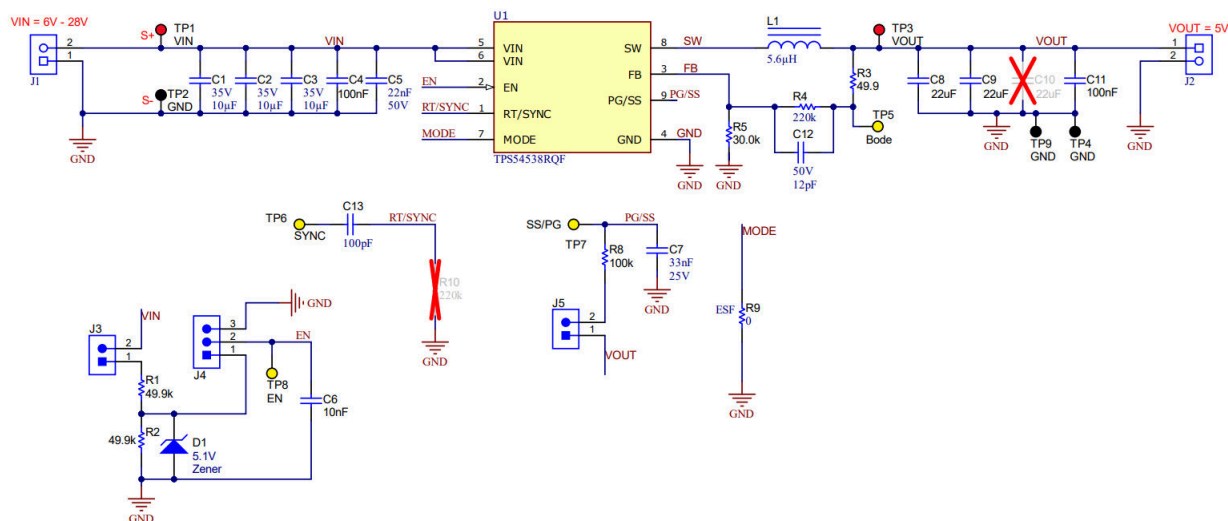 VIN = 6V - 28V
S+
TP1
VIN
VIN
U1
L1
TP3
VOUT
VOUT
VOUT = 5V
2
1
J1
S-
TP2
GND
GND
C1
35V
10µF
C2
35V
10µF
C3
35V
10µF
C4
100nF
C5
22nF
50V
EN
RT/SYNC
MODE
5
6
2
1
7
VIN
VIN
EN
RT/SYNC
MODE
SW
FB
PG/SS
GND
8
3
9
4
TPS54538RQF
SW
FB
PG/SS
GND
GND
5.6µH
R3
49.9
R4
220k
R5
30.0k
GND
C12
50V
12pF
TP5
Bode
C8
22uF
C9
22uF
C10
22uF
C11
100nF
GND
TP9
GND
TP4
GND
1
2
J2
GND
TP6
SYNC
C13
100pF
RT/SYNC
R10
220k
GND
SS/PG
TP7
PG/SS
R8
100k
C7
33nF
25V
GND
J5
2
1
VOUT
MODE
ESF
R9
0
GND
VIN
J3
2
1
R1
49.9k
49.9k
R2
D1
5.1V
Zener
GND
J4
3
2
1
GND
EN
TP8
EN
C6
10nF